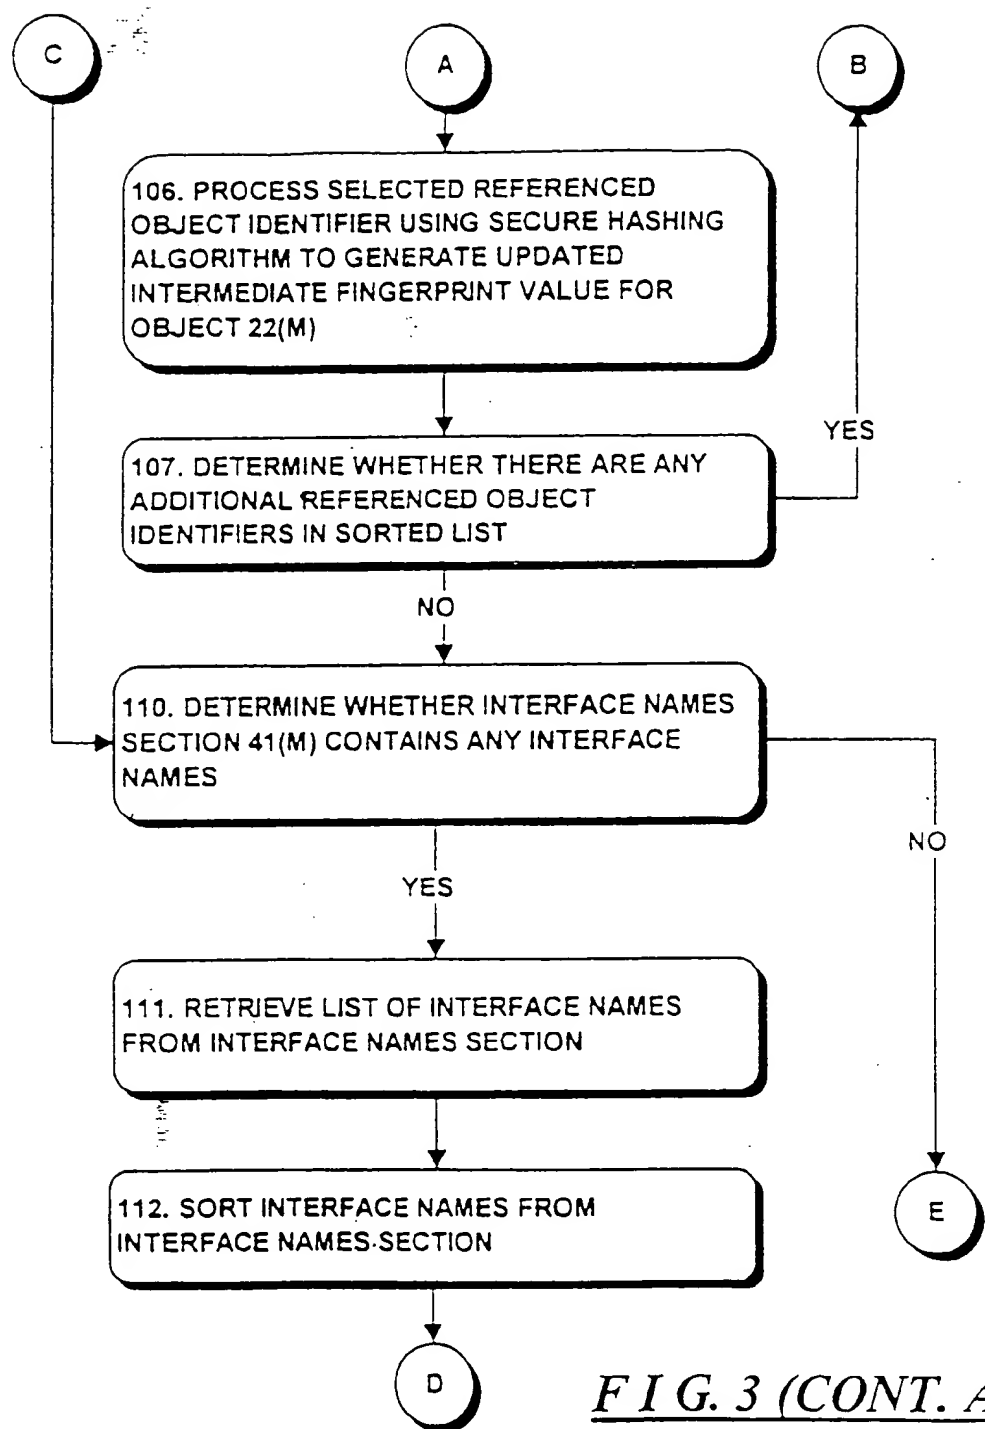 C
A
B
106. PROCESS SELECTED REFERENCED
OBJECT IDENTIFIER USING SECURE HASHING
ALGORITHM TO GENERATE UPDATED
INTERMEDIATE FINGERPRINT VALUE FOR
OBJECT 22(M)
YES
107. DETERMINE WHETHER THERE ARE ANY
ADDITIONAL REFERENCED OBJECT
IDENTIFIERS IN SORTED LIST
NO
110. DETERMINE WHETHER INTERFACE NAMES
SECTION 41(M) CONTAINS ANY INTERFACE
NAMES
NO
YES
111. RETRIEVE LIST OF INTERFACE NAMES
FROM INTERFACE NAMES SECTION
112. SORT INTERFACE NAMES FROM
INTERFACE NAMES SECTION
E
D
F I G. 3 (CONT. A